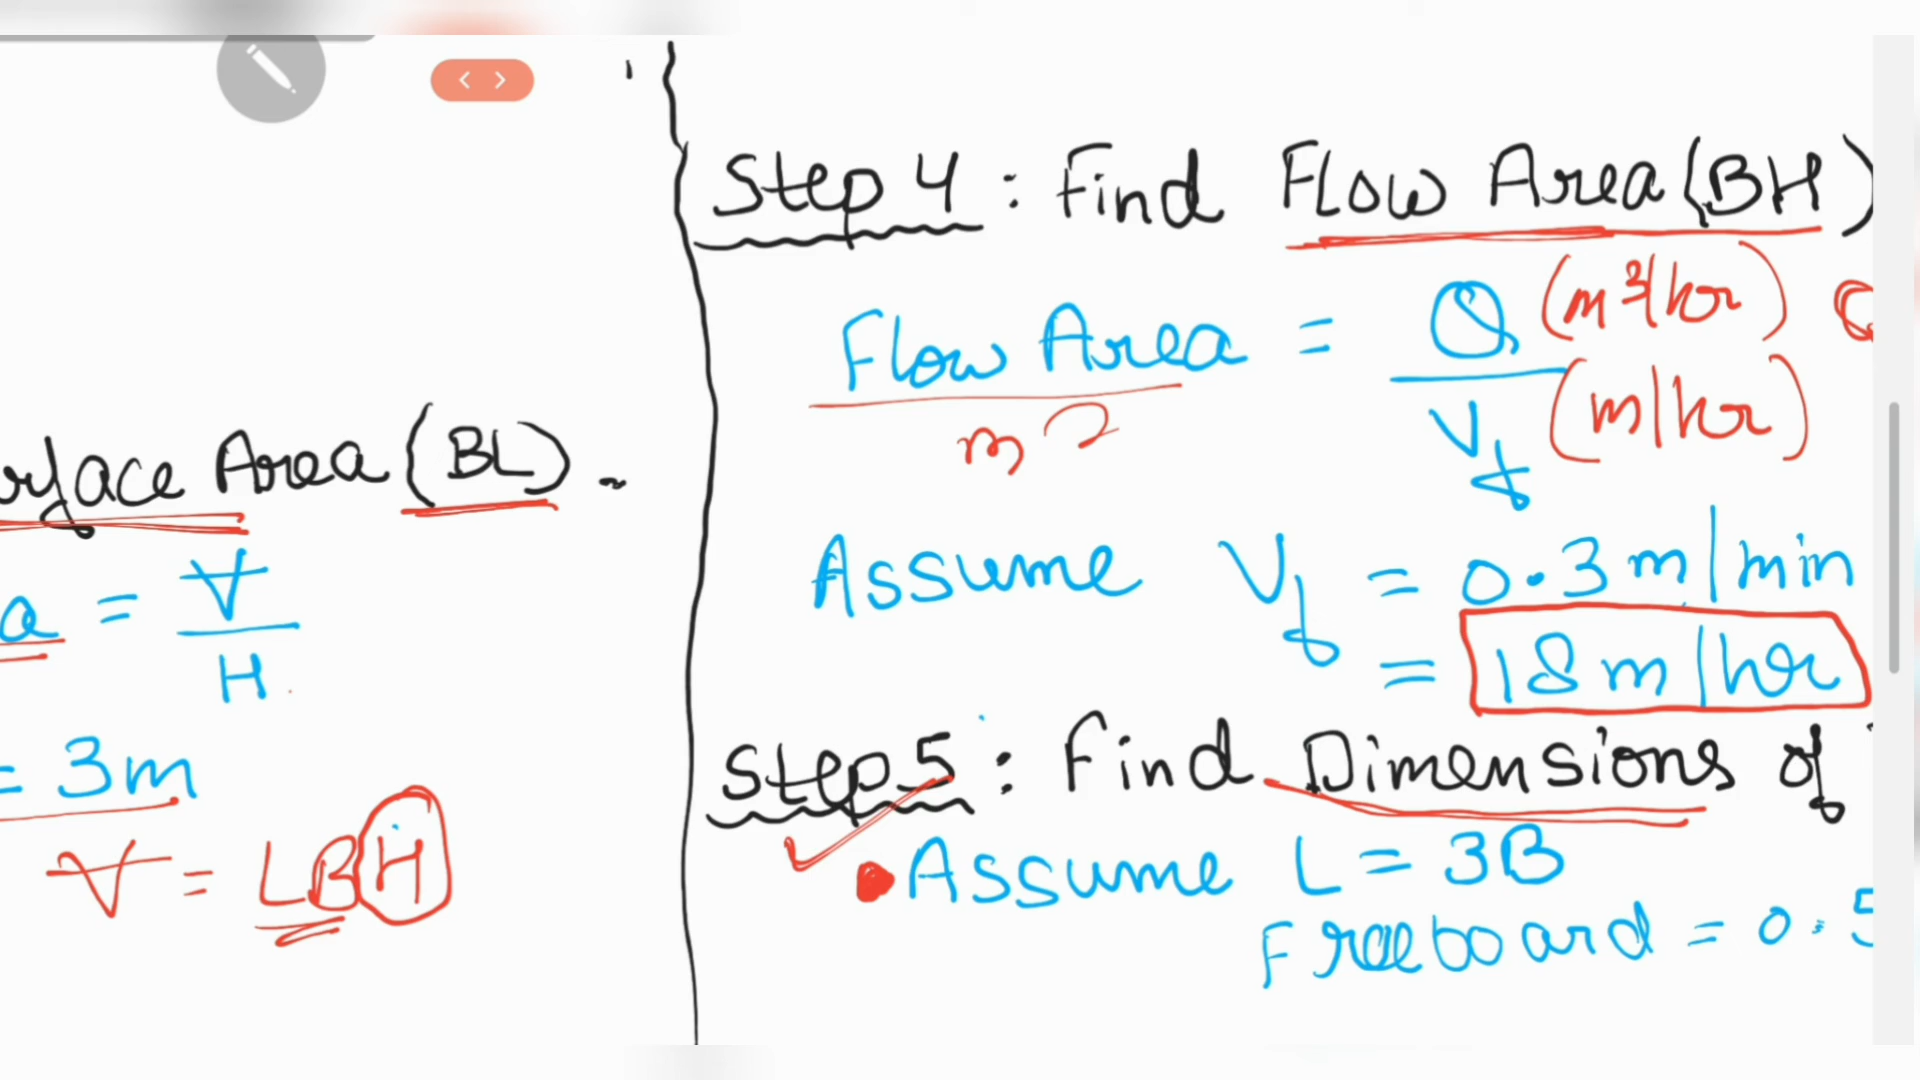 Surface Area (BL)
a = V / H
= 3m
V = LBH
Step 4 : Find Flow Area (BH)
Flow Area = Q (m³/hr)
m²
Vf (m/hr)
Assume Vf = 0.3 m/min
= 18 m/hr
Step 5 : Find Dimensions of
• Assume L = 3B
Freeboard = 0.5